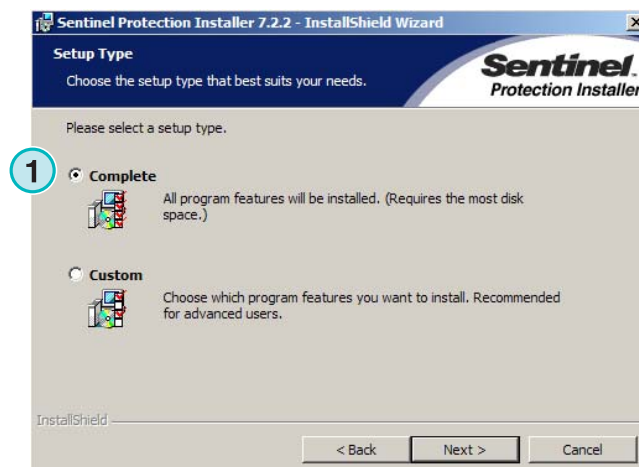 Sentinel Protection Installer 7.2.2 - InstallShield Wizard
Setup Type
Choose the setup type that best suits your needs.
Sentinel.
Protection Installer
Please select a setup type.
1
Complete
All program features will be installed. (Requires the most disk
space.)
Custom
Choose which program features you want to install. Recommended
for advanced users.
InstallShield
< Back
Next >
Cancel